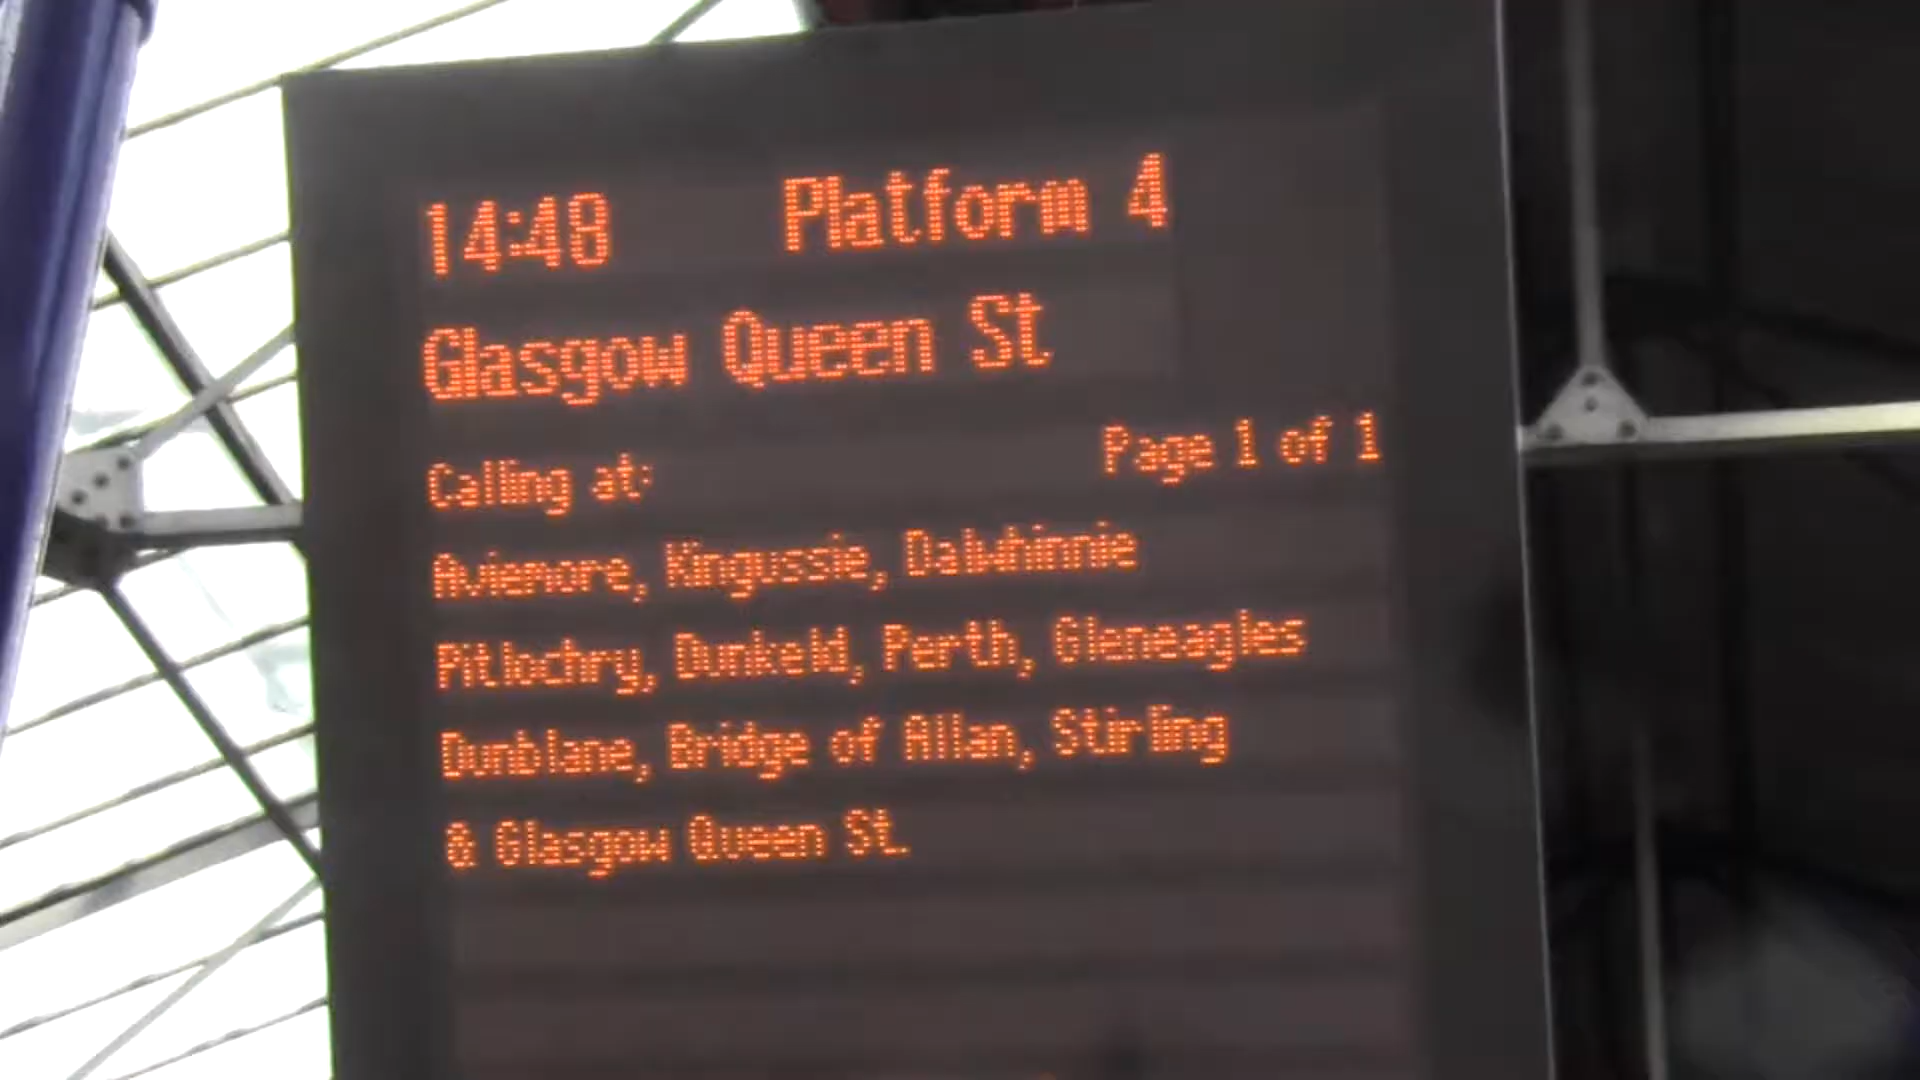 14:48 Platform 4
Glasgow Queen St
Calling at: Page 1 of 1
Aviemore, Kingussie, Dalwhinnie
Pitlochry, Dunkeld, Perth, Gleneagles
Dunblane, Bridge of Allan, Stirling
& Glasgow Queen St.